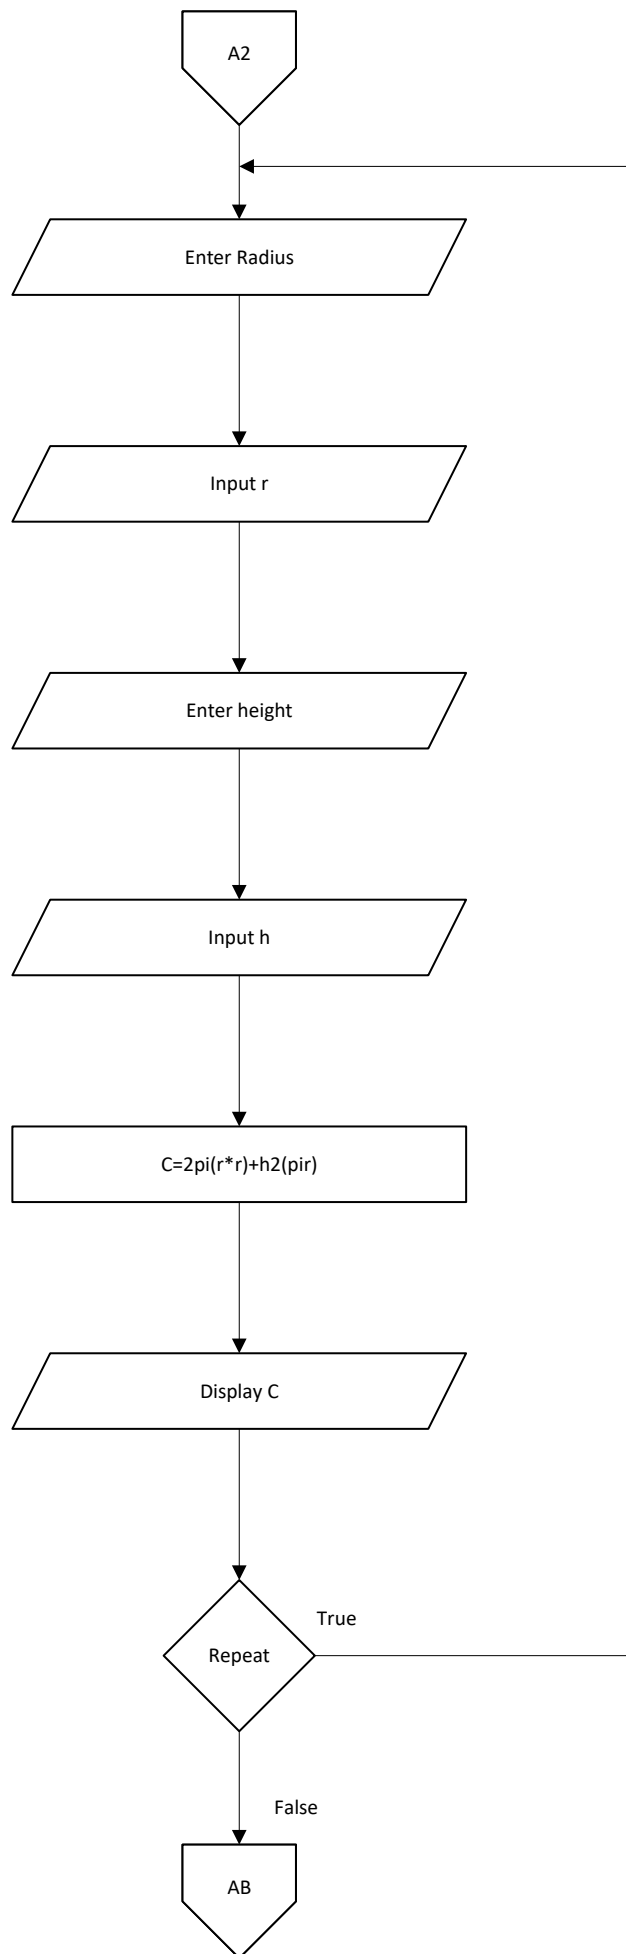 A2
Enter Radius
Input r
Enter height
Input h
C=2pi(r*r)+h2(pir)
Display C
True
Repeat
False
AB